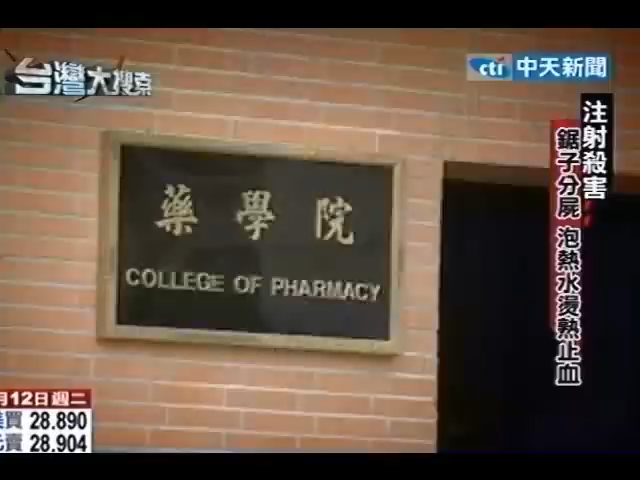 台灣大搜索
cti 中天新聞
注射殺害
鋸子分屍 泡熱水燙熟止血
藥學院
COLLEGE OF PHARMACY
月12日週二
美買 28.890
元賣 28.904